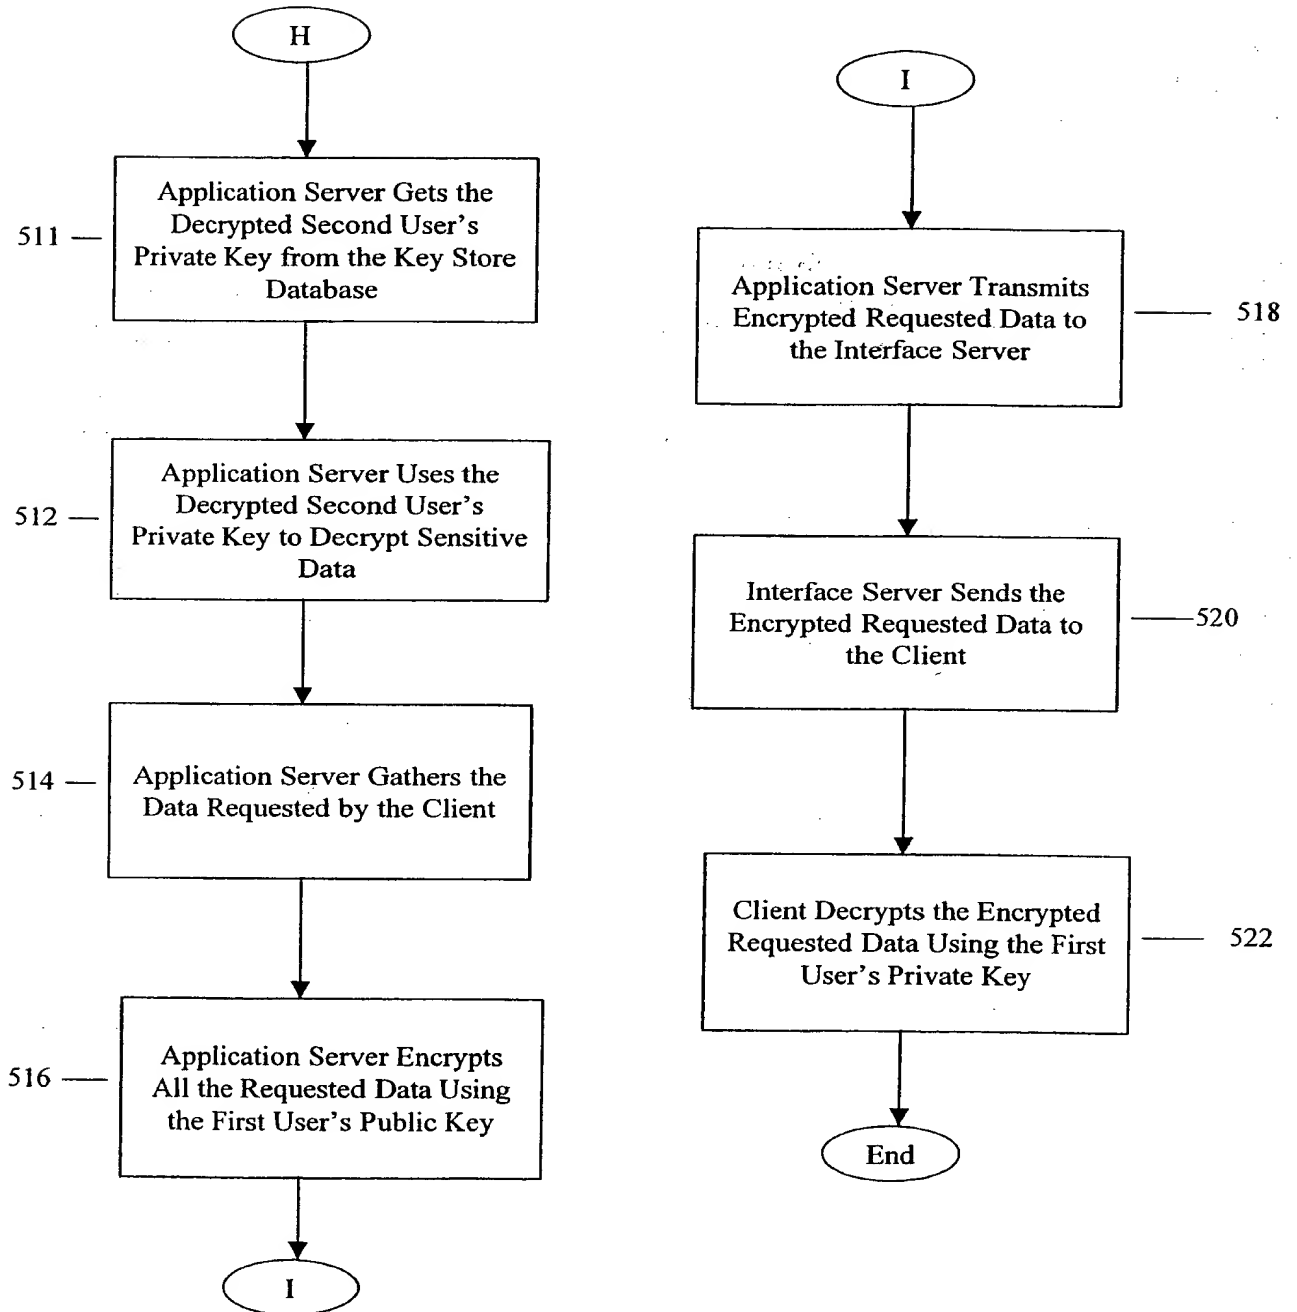 H
511
Application Server Gets the
Decrypted Second User's
Private Key from the Key Store
Database
512
Application Server Uses the
Decrypted Second User's
Private Key to Decrypt Sensitive
Data
514
Application Server Gathers the
Data Requested by the Client
516
Application Server Encrypts
All the Requested Data Using
the First User's Public Key
I
I
Application Server Transmits
Encrypted Requested Data to
the Interface Server
518
Interface Server Sends the
Encrypted Requested Data to
the Client
520
Client Decrypts the Encrypted
Requested Data Using the First
User's Private Key
522
End